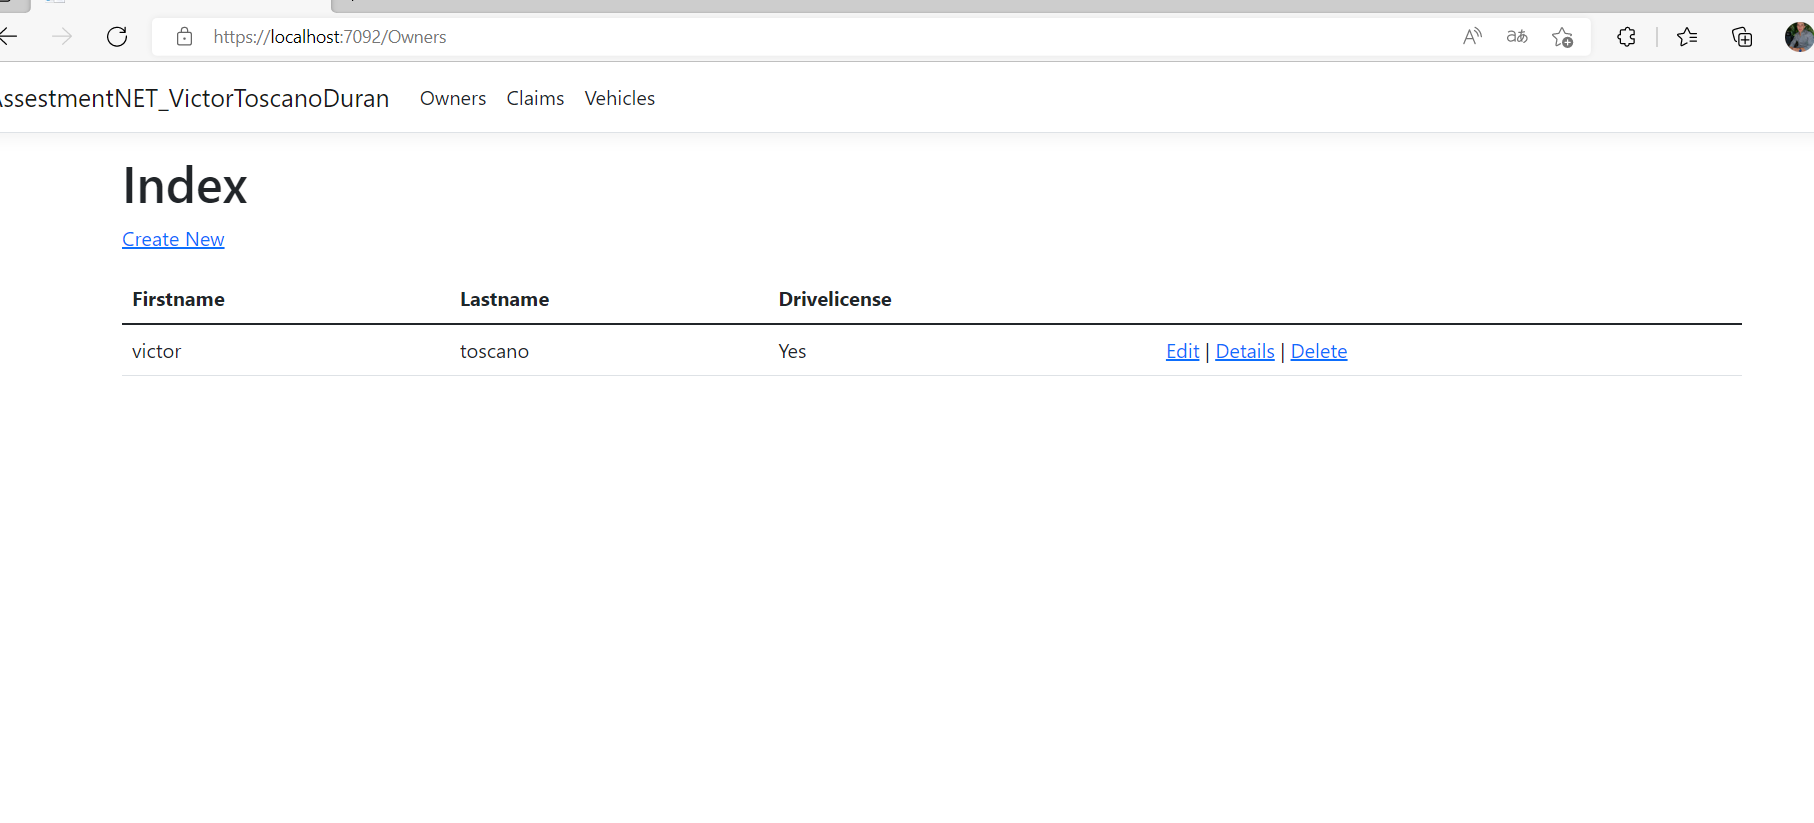 https://localhost:7092/Owners
ssestmentNET_VictorToscanoDuran Owners Claims Vehicles
Index
Create New
Firstname Lastname Drivelicense
victor toscano Yes Edit | Details | Delete